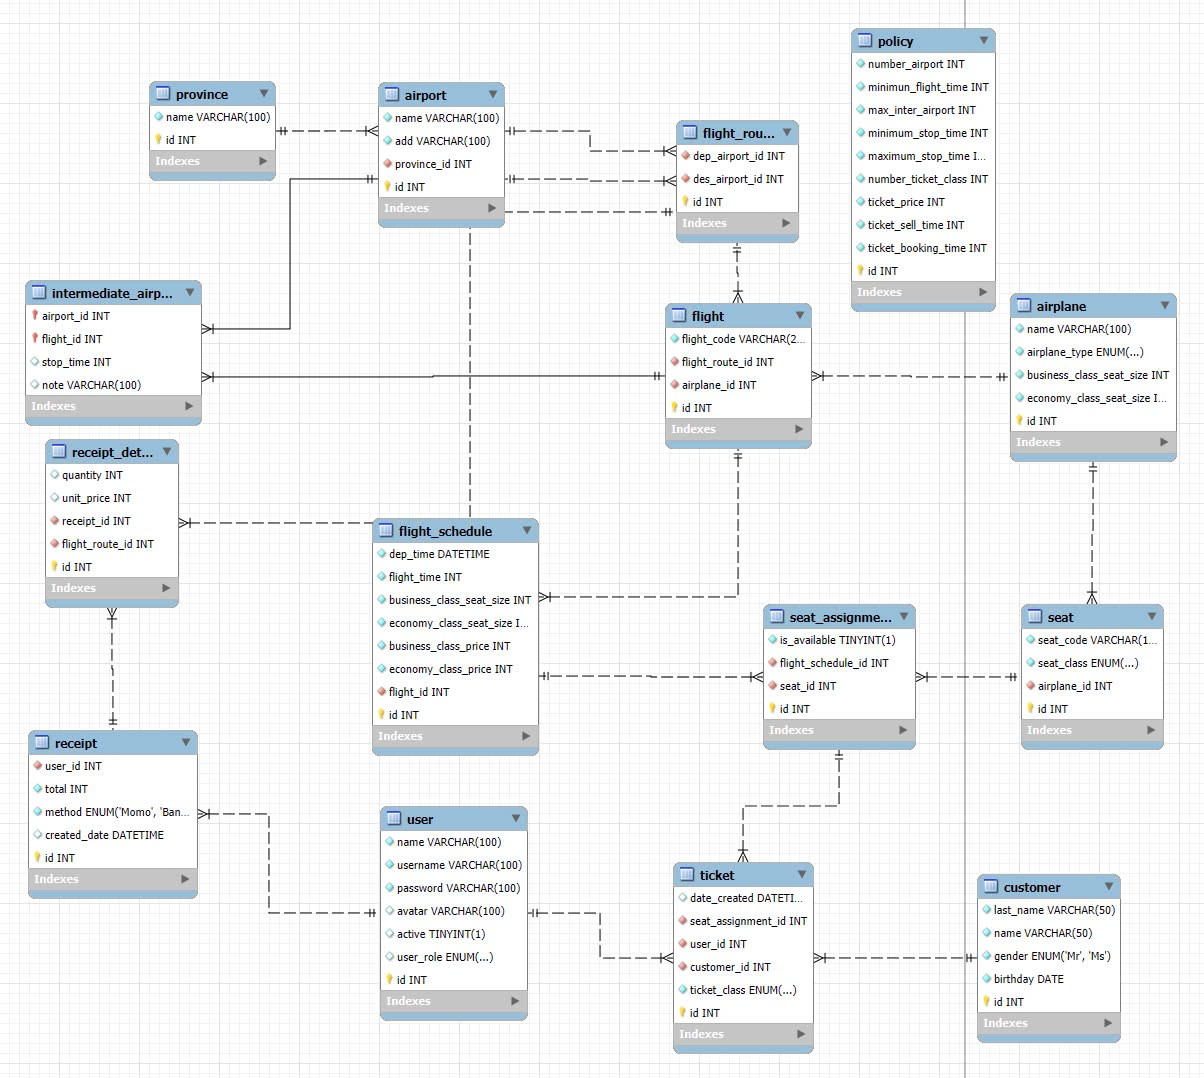 policy
number_airport INT
minimun_flight_time INT
max_inter_airport INT
minimum_stop_time INT
maximum_stop_time I...
number_ticket_class INT
ticket_price INT
ticket_sell_time INT
ticket_booking_time INT
id INT
Indexes
province
name VARCHAR(100)
id INT
Indexes
airport
name VARCHAR(100)
add VARCHAR(100)
province_id INT
id INT
Indexes
flight_rou...
dep_airport_id INT
des_airport_id INT
id INT
Indexes
intermediate_airp...
airport_id INT
flight_id INT
stop_time INT
note VARCHAR(100)
Indexes
flight
flight_code VARCHAR(2...
flight_route_id INT
airplane_id INT
id INT
Indexes
airplane
name VARCHAR(100)
airplane_type ENUM(...)
business_class_seat_size INT
economy_class_seat_size I...
id INT
Indexes
receipt_det...
quantity INT
unit_price INT
receipt_id INT
flight_route_id INT
id INT
Indexes
flight_schedule
dep_time DATETIME
flight_time INT
business_class_seat_size INT
economy_class_seat_size I...
business_class_price INT
economy_class_price INT
flight_id INT
id INT
Indexes
seat_assignme...
is_available TINYINT(1)
flight_schedule_id INT
seat_id INT
id INT
Indexes
seat
seat_code VARCHAR(1...
seat_class ENUM(...)
airplane_id INT
id INT
Indexes
receipt
user_id INT
total INT
method ENUM('Momo', 'Ban...
created_date DATETIME
id INT
Indexes
user
name VARCHAR(100)
username VARCHAR(100)
password VARCHAR(100)
avatar VARCHAR(100)
active TINYINT(1)
user_role ENUM(...)
id INT
Indexes
ticket
date_created DATETI...
seat_assignment_id INT
user_id INT
customer_id INT
ticket_class ENUM(...)
id INT
Indexes
customer
last_name VARCHAR(50)
name VARCHAR(50)
gender ENUM('Mr', 'Ms')
birthday DATE
id INT
Indexes